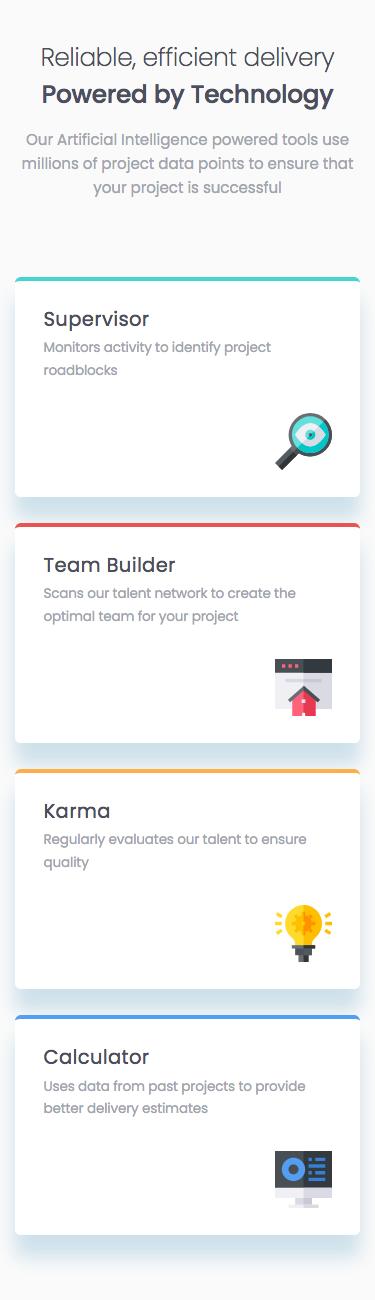 Reliable, efficient delivery
Powered by Technology
Our Artificial Intelligence powered tools use
millions of project data points to ensure that
your project is successful
Supervisor
Monitors activity to identify project
roadblocks
Team Builder
Scans our talent network to create the
optimal team for your project
Karma
Regularly evaluates our talent to ensure
quality
Calculator
Uses data from past projects to provide
better delivery estimates